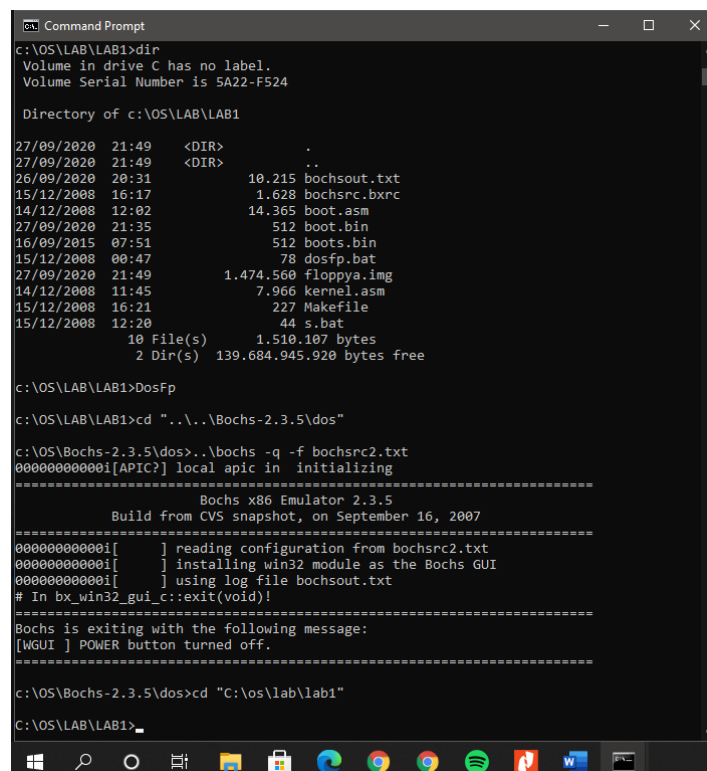 Command Prompt
c:\OS\LAB\LAB1>dir
Volume in drive C has no label.
Volume Serial Number is 5A22-F524
Directory of c:\OS\LAB\LAB1
27/09/2020 21:49 <DIR> .
27/09/2020 21:49 <DIR> ..
26/09/2020 20:31 10.215 bochsout.txt
15/12/2008 16:17 1.628 bochsrc.bxrc
14/12/2008 12:02 14.365 boot.asm
27/09/2020 21:35 512 boot.bin
16/09/2015 07:51 512 boots.bin
15/12/2008 00:47 78 dosfp.bat
27/09/2020 21:49 1.474.560 floppya.img
14/12/2008 11:45 7.966 kernel.asm
15/12/2008 16:21 227 Makefile
15/12/2008 12:20 44 s.bat
10 File(s) 1.510.107 bytes
2 Dir(s) 139.684.945.920 bytes free
c:\OS\LAB\LAB1>DosFp
c:\OS\LAB\LAB1>cd "..\..\Bochs-2.3.5\dos"
c:\OS\Bochs-2.3.5\dos>..\bochs -q -f bochsrc2.txt
00000000000i[APIC?] local apic in  initializing
========================================================================
Bochs x86 Emulator 2.3.5
Build from CVS snapshot, on September 16, 2007
========================================================================
00000000000i[     ] reading configuration from bochsrc2.txt
00000000000i[     ] installing win32 module as the Bochs GUI
00000000000i[     ] using log file bochsout.txt
# In bx_win32_gui_c::exit(void)!
========================================================================
Bochs is exiting with the following message:
[WGUI ] POWER button turned off.
========================================================================
c:\OS\Bochs-2.3.5\dos>cd "C:\os\lab\lab1"
C:\OS\LAB\LAB1>_